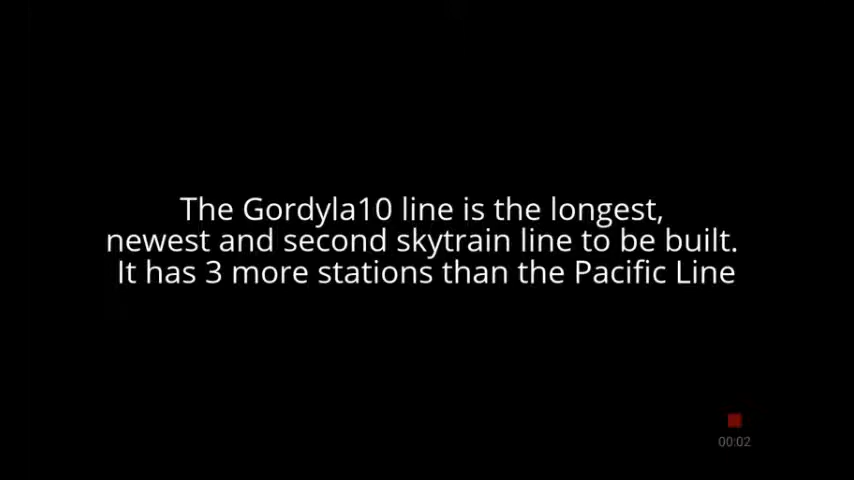 The Gordyla10 line is the longest,
newest and second skytrain line to be built.
It has 3 more stations than the Pacific Line
00:02